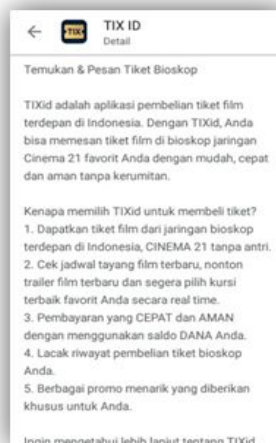 TIX ID
TIX
Detail
Temukan & Pesan Tiket Bioskop
TIXid adalah aplikasi pembelian tiket film
terdepan di Indonesia. Dengan TIXid, Anda
bisa memesan tiket film di bioskop jaringan
Cinema 21 favorit Anda dengan mudah, cepat
dan aman tanpa kerumitan.
Kenapa memilih TIXid untuk membeli tiket?
1. Dapatkan tiket film dari jaringan bioskop
terdepan di Indonesia, CINEMA 21 tanpa antri.
2. Cek jadwal tayang film terbaru, nonton
trailer film terbaru dan segera pilih kursi
terbaik favorit Anda secara real time.
3. Pembayaran yang CEPAT dan AMAN
dengan menggunakan saldo DANA Anda.
4. Lacak riwayat pembelian tiket bioskop
Anda.
5. Berbagai promo menarik yang diberikan
khusus untuk Anda.
Ingin mengetahui lebih lanjut tentang TIXid